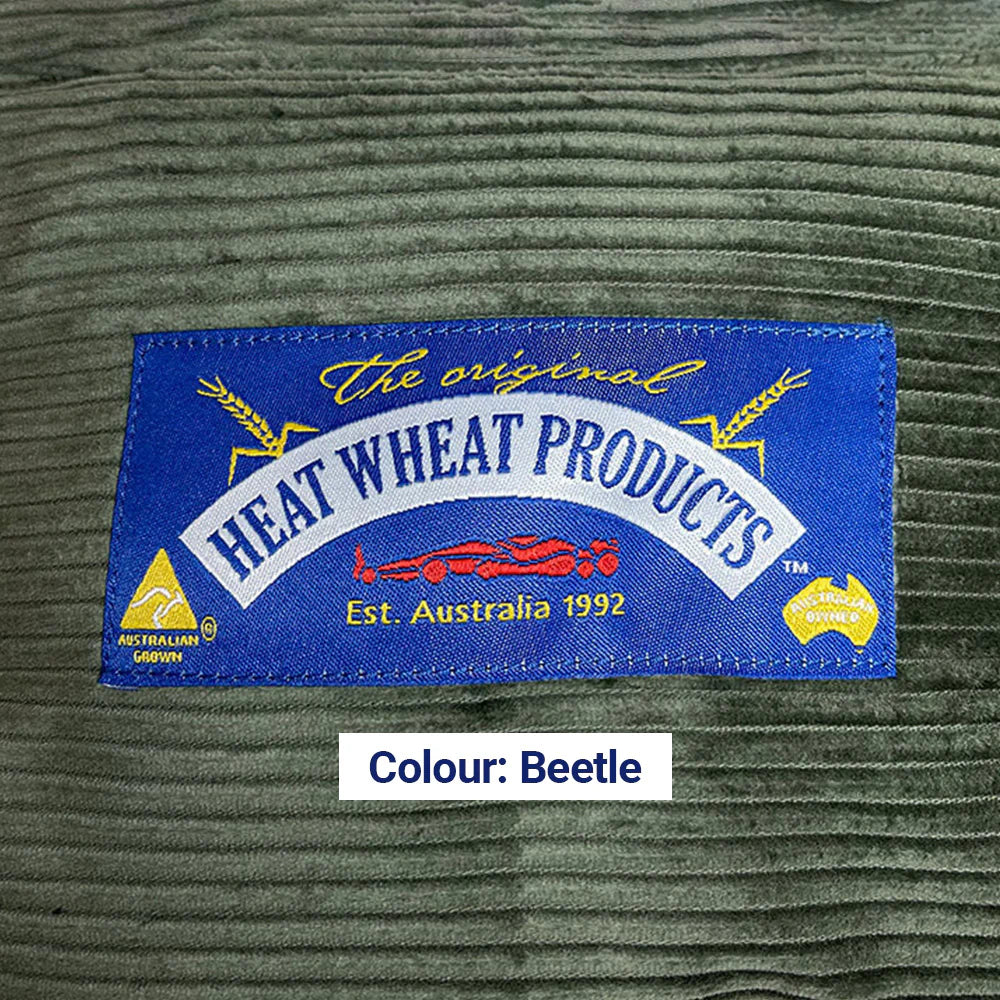 the original
HEAT WHEAT PRODUCTS
TM
Est. Australia 1992
AUSTRALIAN
GROWN
AUSTRALIAN
OWNED
Colour: Beetle